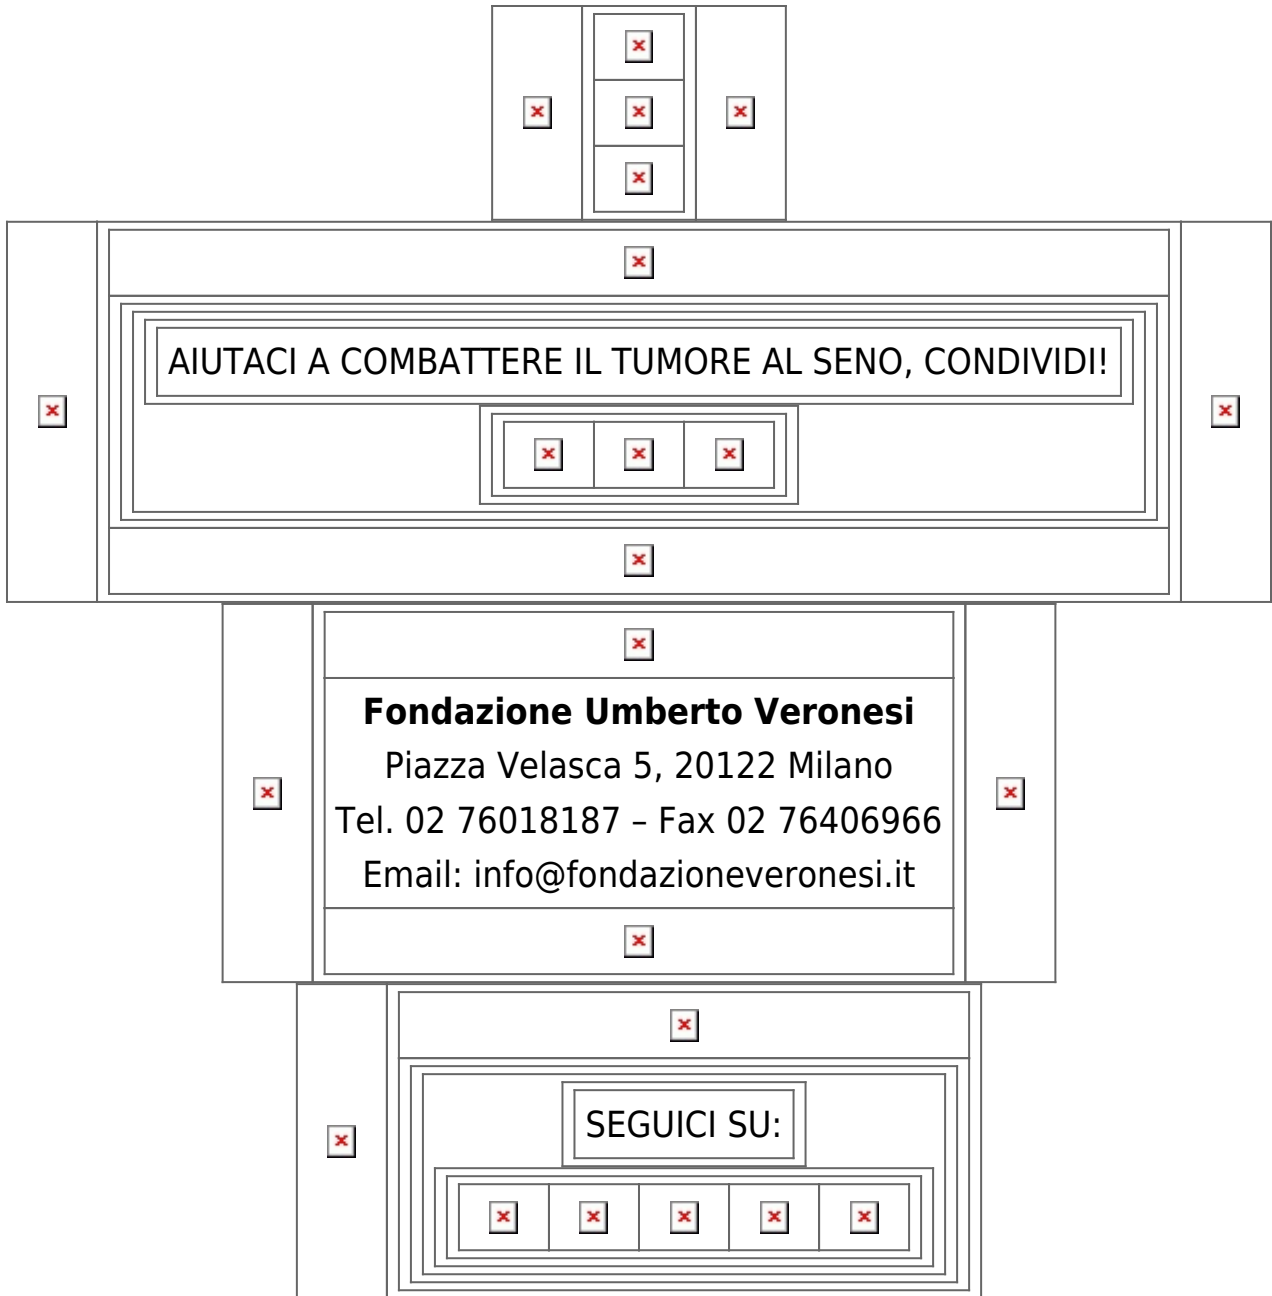 AIUTACI A COMBATTERE IL TUMORE AL SENO, CONDIVIDI!
Fondazione Umberto Veronesi
Piazza Velasca 5, 20122 Milano
Tel. 02 76018187 – Fax 02 76406966
Email: info@fondazioneveronesi.it
SEGUICI SU: